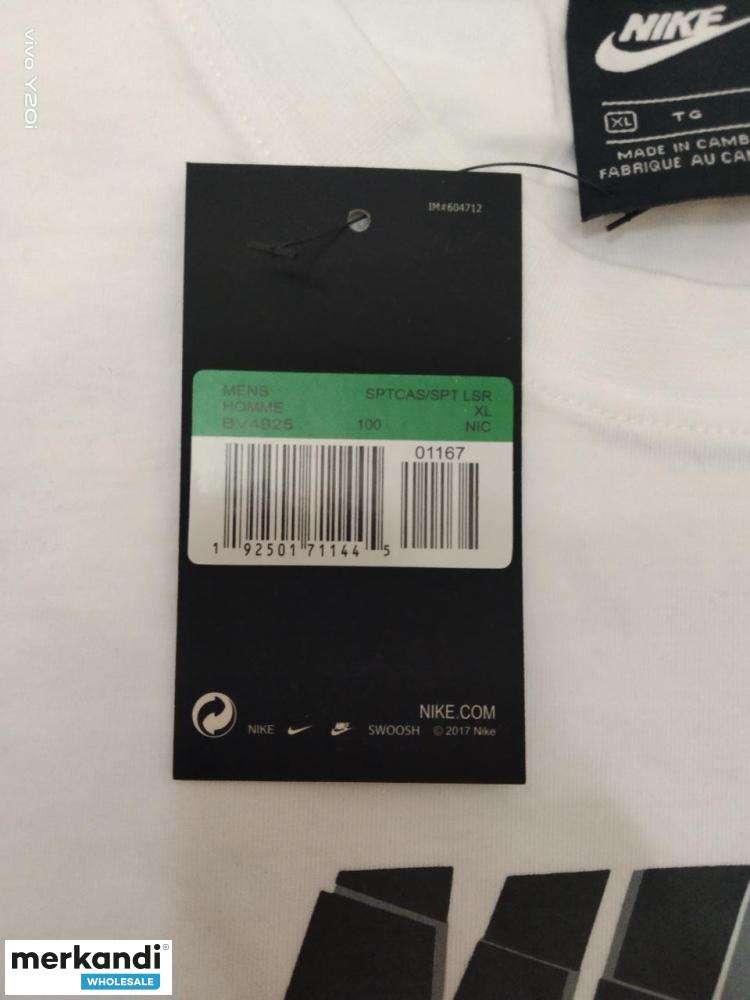 vivo Y20i
NIKE
XL TG
MADE IN CAMB
FABRIQUE AU CA
IM#604712
MENS SPTCAS/SPT LSR
HOMME XL
BV4925 100 NIC
01167
1 92501 71144 5
NIKE.COM
NIKE SWOOSH © 2017 Nike
merkandi®
WHOLESALE